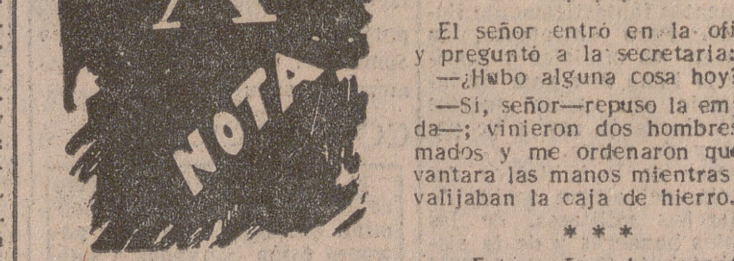 A
NOTA
El señor entró en la ofi
y preguntó a la secretaria:
—¿Hubo alguna cosa hoy?
—Sí, señor—repuso la em
da—; vinieron dos hombres
mados y me ordenaron que
vantara las manos mientras
valijaban la caja de hierro.
* * *